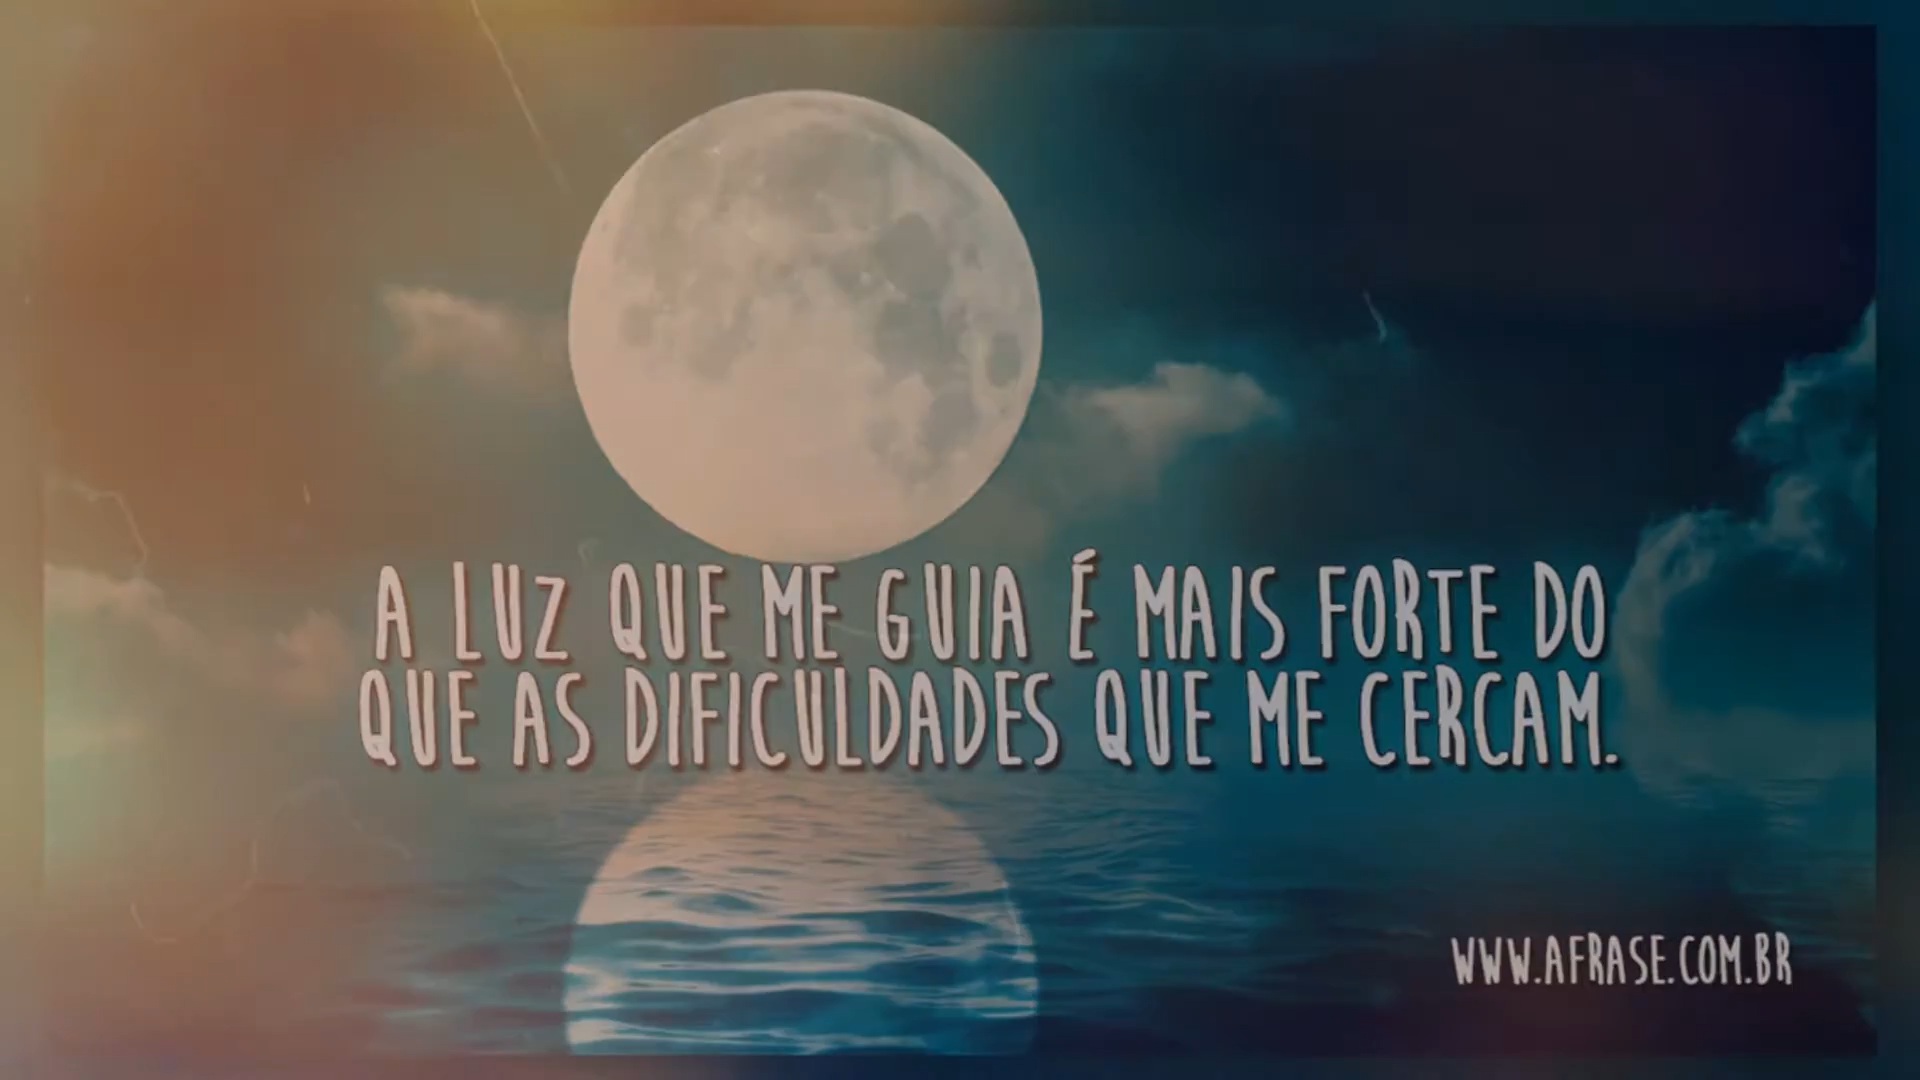 A LUZ QUE ME GUIA É MAIS FORTE DO
QUE AS DIFICULDADES QUE ME CERCAM.
WWW.AFRASE.COM.BR